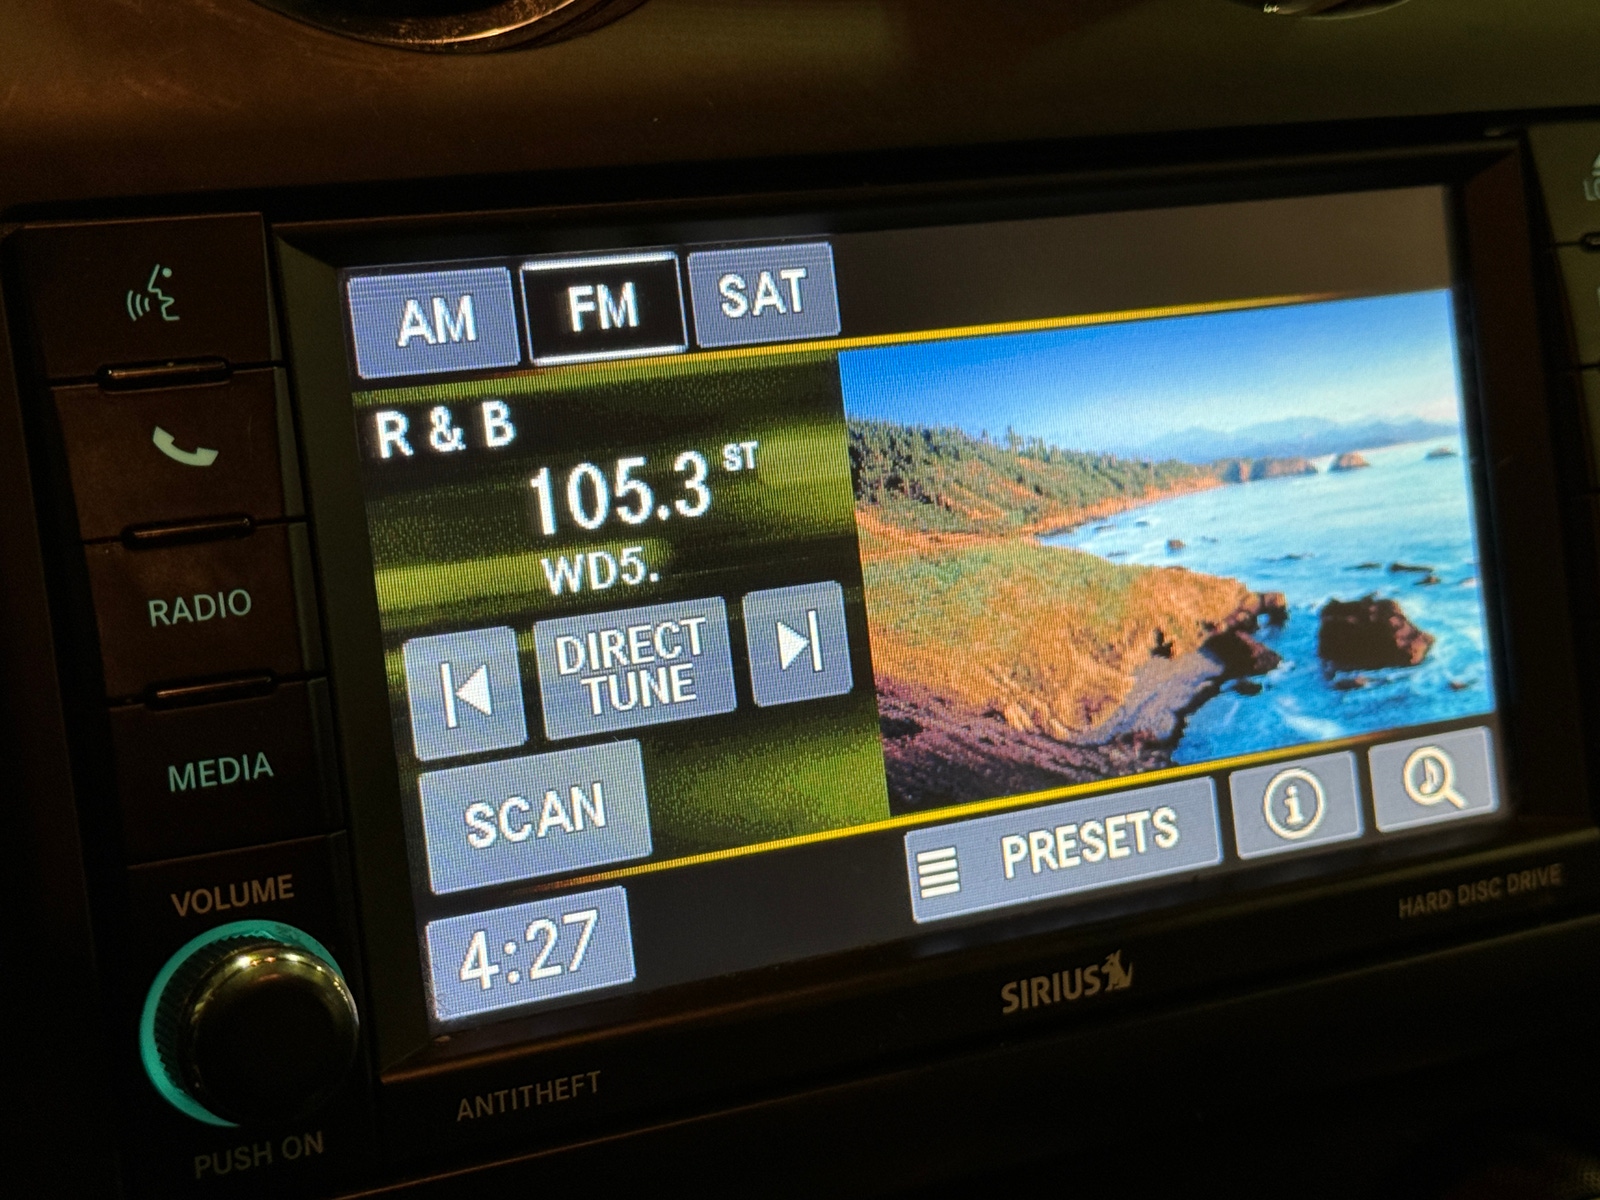 AM FM SAT
R & B
105.3 ST
WD5.
DIRECT
TUNE
SCAN
4:27
PRESETS
RADIO
MEDIA
VOLUME
PUSH ON
ANTITHEFT
SIRIUS
HARD DISC DRIVE